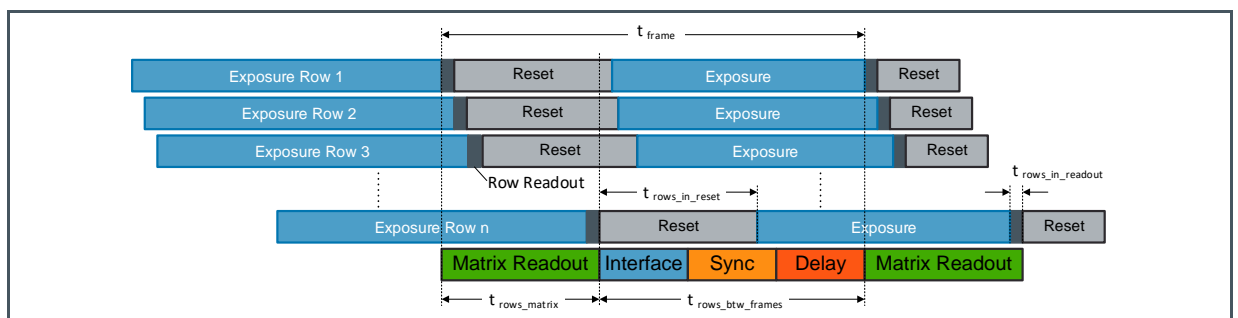 t frame
Exposure Row 1 Reset Exposure Reset
Exposure Row 2 Reset Exposure Reset
Exposure Row 3 Reset Exposure Reset
Row Readout t rows_in_reset t rows_in_readout
Exposure Row n Reset Exposure Reset
Matrix Readout Interface Sync Delay Matrix Readout
t rows_matrix t rows_btw_frames